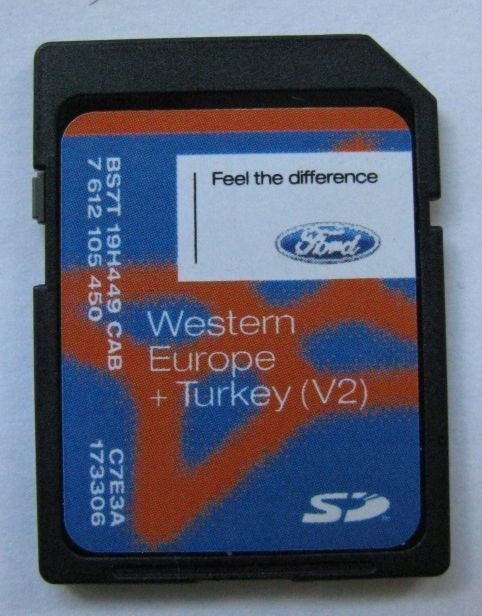 Feel the difference
Ford
Western
Europe
+ Turkey (V2)
BS7T 19H449 CAB
7 612 105 450
C7E3A
173306
SD